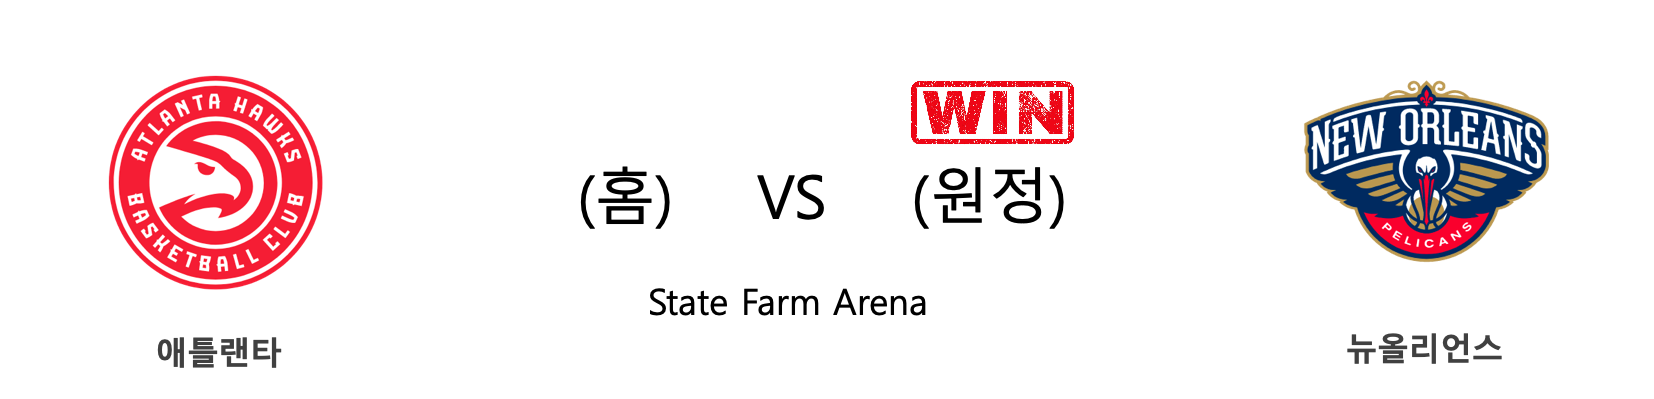 ATLANTA HAWKS
BASKETBALL CLUB
WIN
NEW ORLEANS
PELICANS
(홈) VS (원정)
State Farm Arena
애틀랜타
뉴올리언스